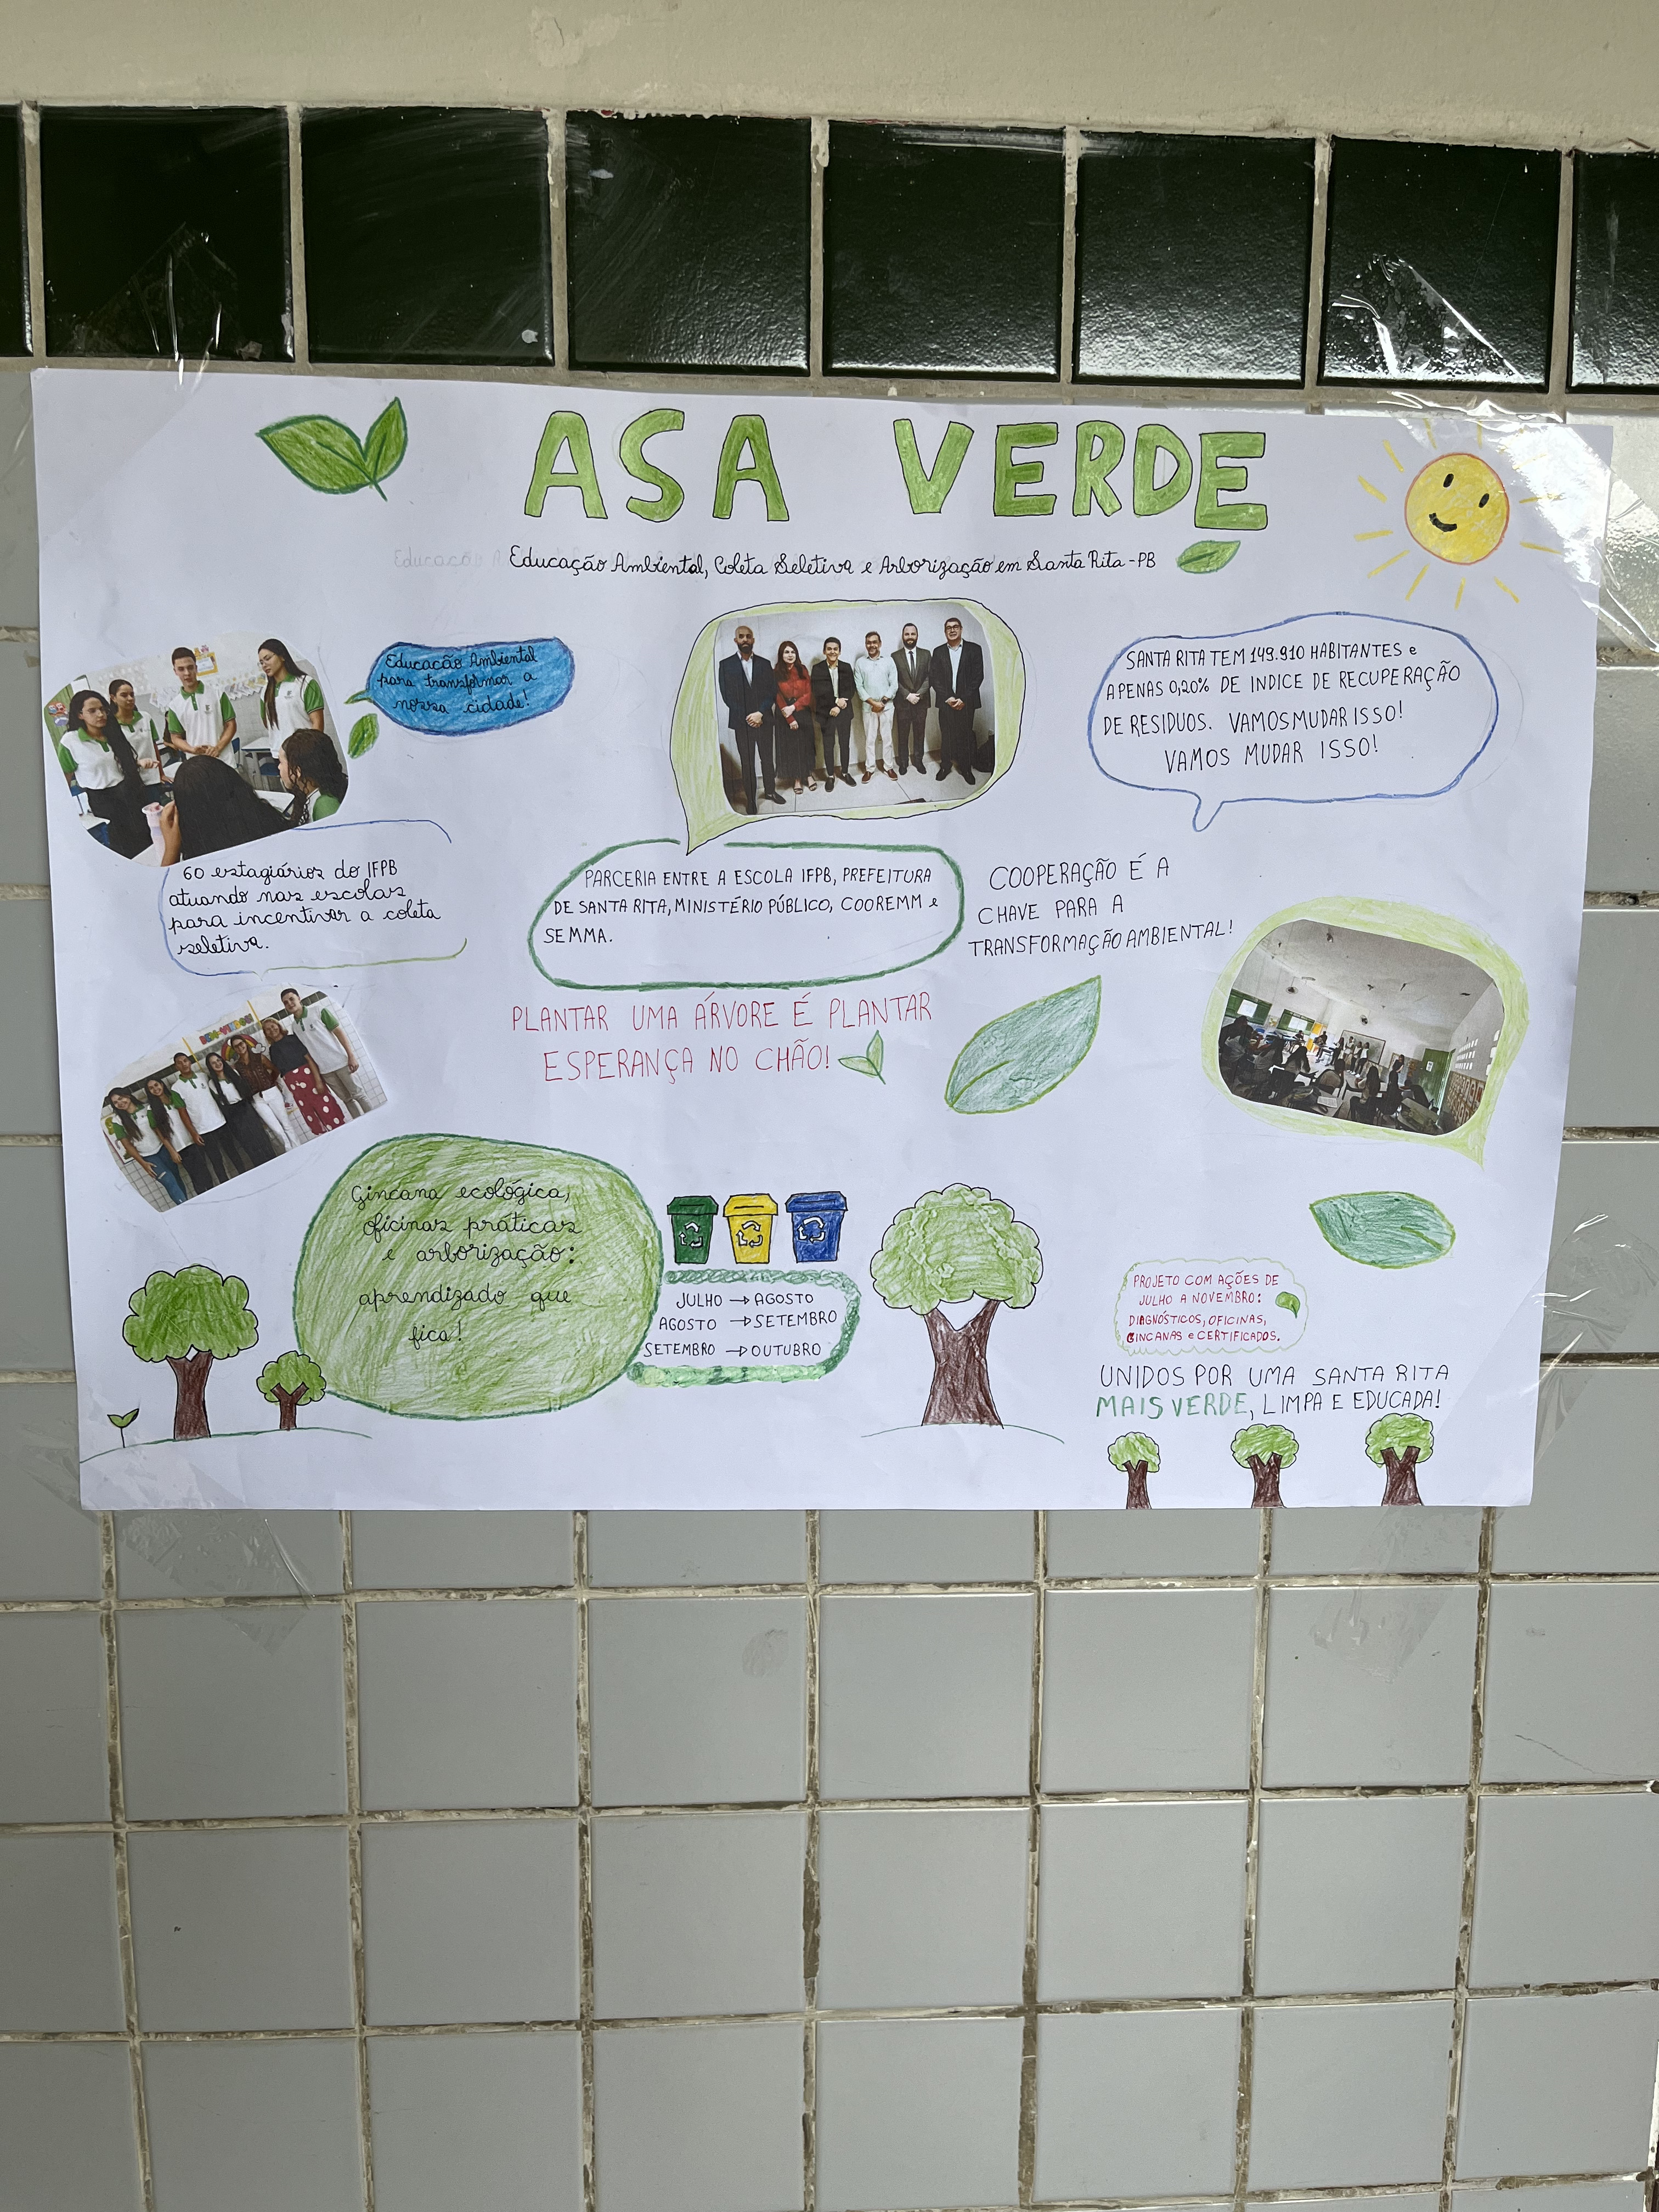 ASA VERDE
Educação Ambiental, Coleta Seletiva e Arborização em Santa Rita-PB
Educação Ambiental
para transformar a
nossa cidade!
SANTA RITA TEM 149.910 HABITANTES e
APENAS 0,20% DE INDICE DE RECUPERAÇÃO
DE RESIDUOS. VAMOS MUDAR ISSO!
VAMOS MUDAR ISSO!
60 estagiários do IFPB
atuando nas escolas
para incentivar a coleta
seletiva.
PARCERIA ENTRE A ESCOLA IFPB, PREFEITURA
DE SANTA RITA, MINISTÉRIO PÚBLICO, COOREMM e
SEMMA.
COOPERAÇÃO É A
CHAVE PARA A
TRANSFORMAÇÃO AMBIENTAL!
PLANTAR UMA ÁRVORE É PLANTAR
ESPERANÇA NO CHÃO!
Gincana ecológica,
oficinas práticas
e arborização:
aprendizado que
fica!
JULHO → AGOSTO
AGOSTO → SETEMBRO
SETEMBRO → OUTUBRO
PROJETO COM AÇÕES DE
JULHO A NOVEMBRO:
DIAGNÓSTICOS, OFICINAS,
GINCANAS e CERTIFICADOS.
UNIDOS POR UMA SANTA RITA
MAIS VERDE, LIMPA E EDUCADA!